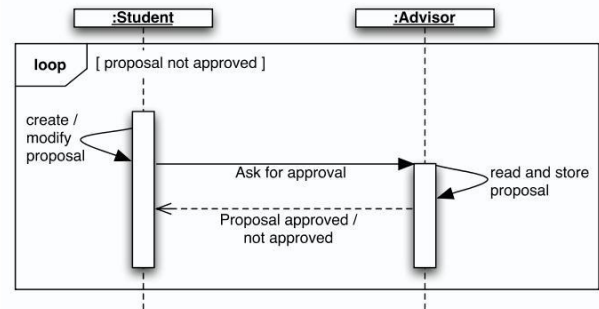 :Student
:Advisor
loop
[ proposal not approved ]
create /
modify
proposal
Ask for approval
read and store
proposal
Proposal approved /
not approved